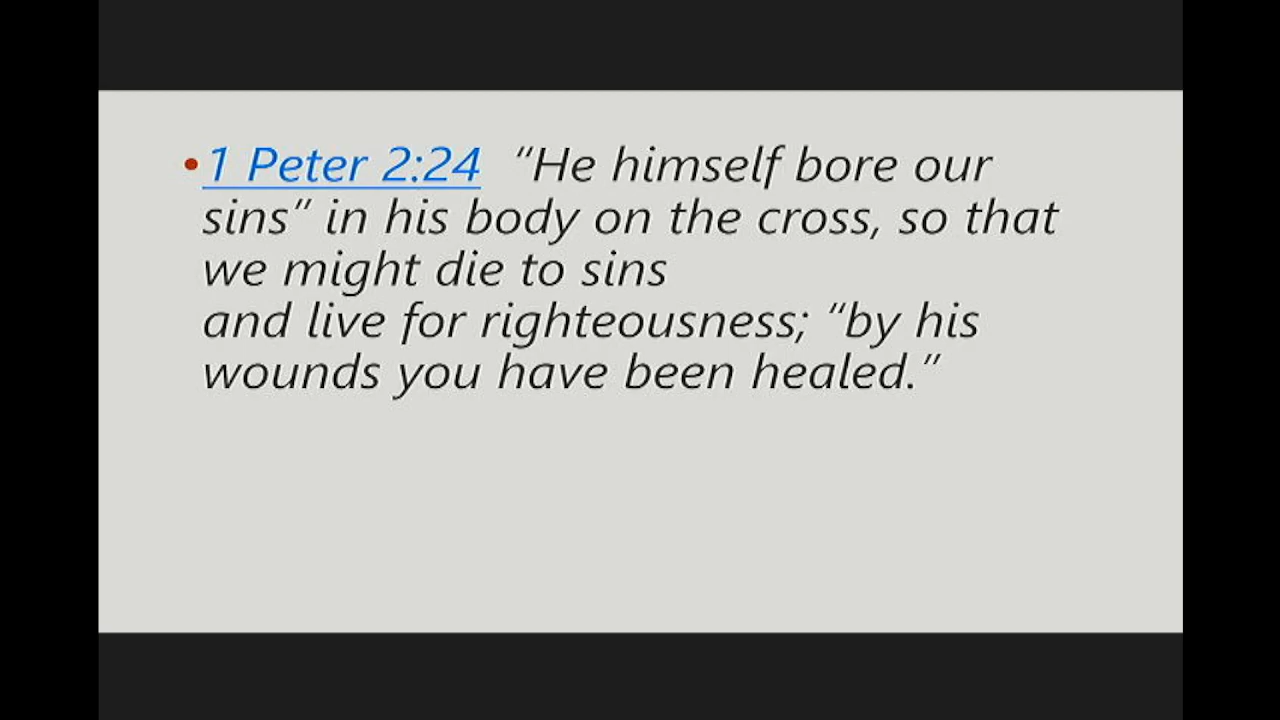 •1 Peter 2:24 “He himself bore our
sins” in his body on the cross, so that
we might die to sins
and live for righteousness; “by his
wounds you have been healed.”